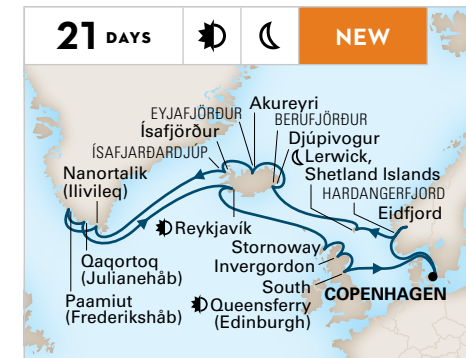 21 DAYS
NEW
EYJAFJÖRÐUR
Akureyri
BERUFJÖRÐUR
Ísafjörður
Djúpivogur
ÍSAFJARÐARDJÚP
Lerwick,
Shetland Islands
Nanortalik
(Ilivileq)
HARDANGERFJORD
Eidfjord
Reykjavík
Stornoway
Qaqortoq
(Julianehåb)
Invergordon
South
Queensferry
(Edinburgh)
COPENHAGEN
Paamiut
(Frederikshåb)